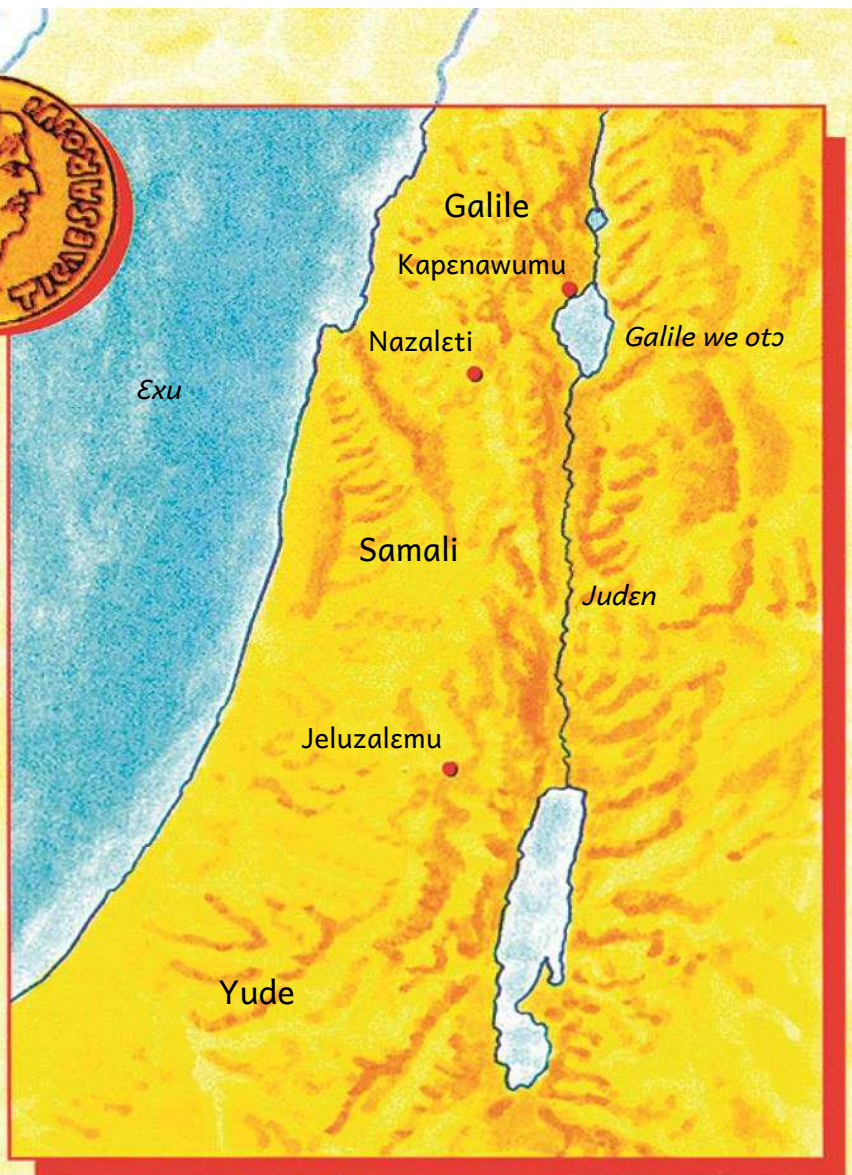 Galile
Kapɛnawumu
Nazalɛti
Galile we otɔ
Ɛxu
Samali
Judɛn
Jeluzalɛmu
Yude